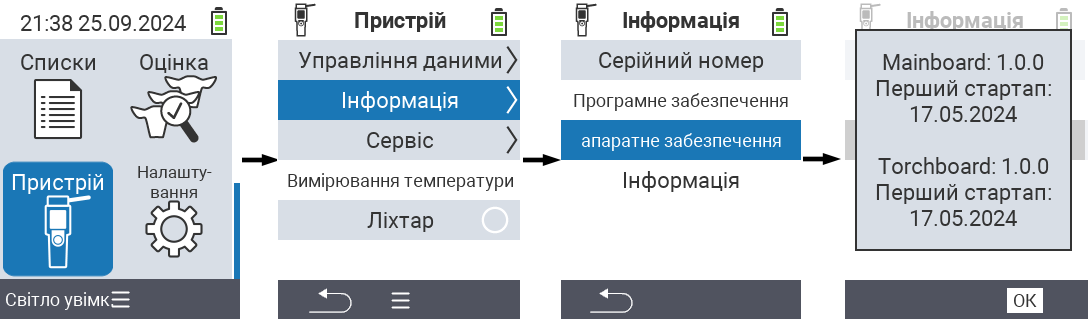 21:38 25.09.2024
Списки
Оцінка
Пристрій
Налашту-
вання
Світло увімк.
Пристрій
Управління даними
Інформація
Сервіс
Вимірювання температури
Ліхтар
Інформація
Серійний номер
Програмне забезпечення
апаратне забезпечення
Інформація
Інформація
Mainboard: 1.0.0
Перший стартап:
17.05.2024
Torchboard: 1.0.0
Перший стартап:
17.05.2024
OK